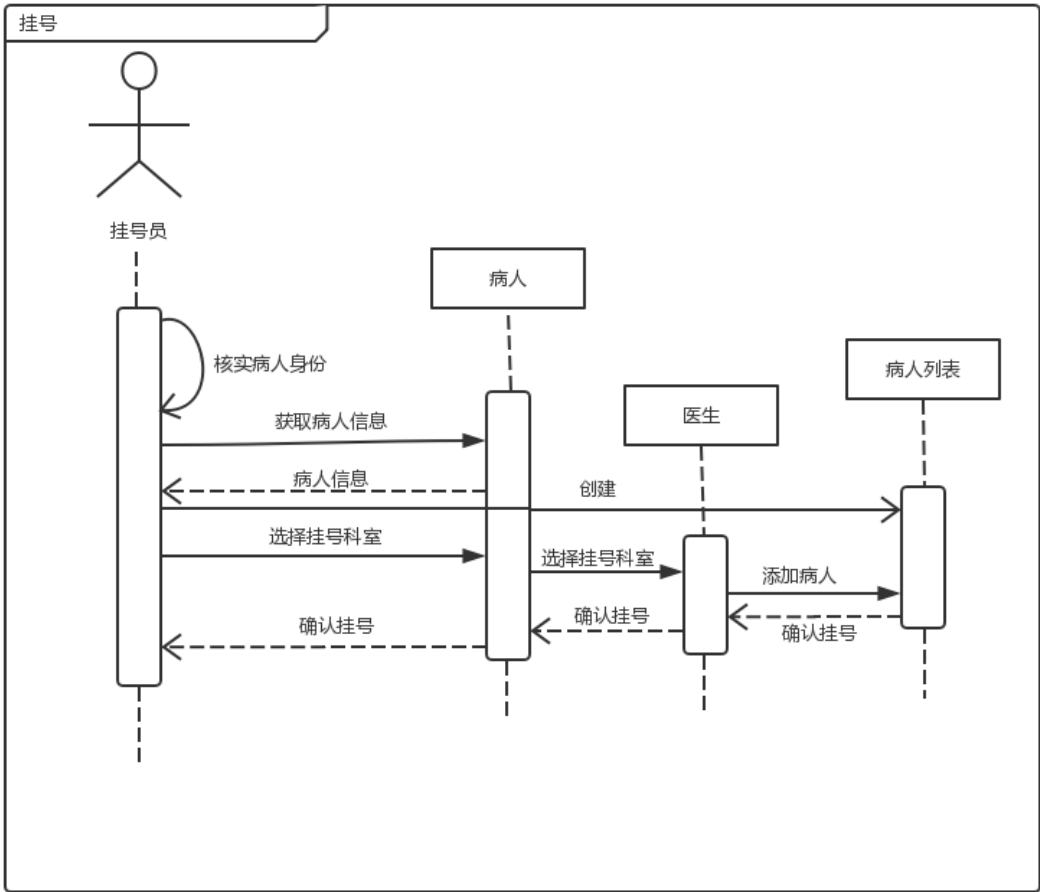 挂号
挂号员
病人
病人列表
医生
核实病人身份
获取病人信息
病人信息
创建
选择挂号科室
选择挂号科室
添加病人
确认挂号
确认挂号
确认挂号